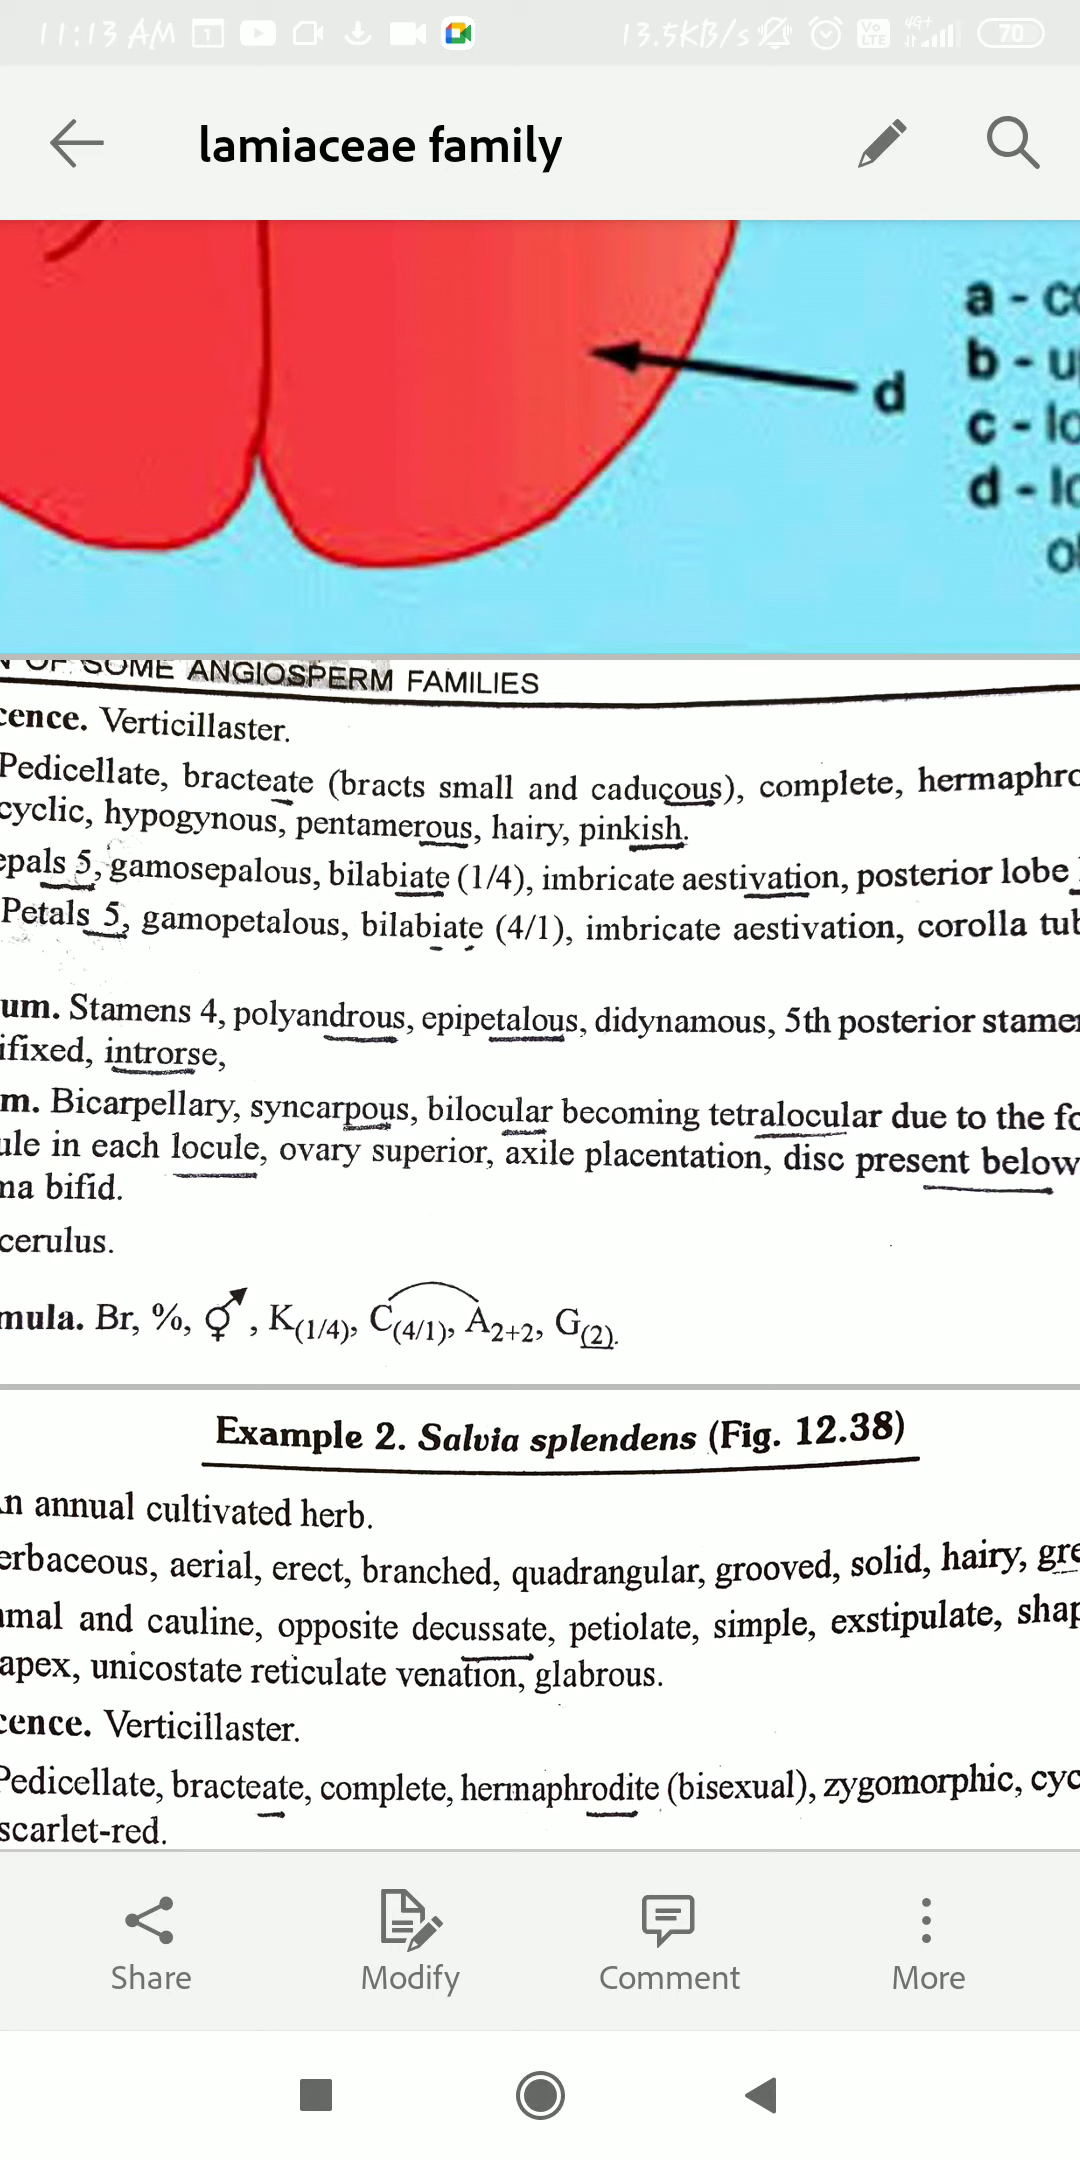 11:13 AM 1 13.5KB/s Vo LTE 4G+ 70
lamiaceae family
a -
b -
d
c -
d -
OF SOME ANGIOSPERM FAMILIES
cence. Verticillaster.
Pedicellate, bracteate (bracts small and caducous), complete, hermaphro
cyclic, hypogynous, pentamerous, hairy, pinkish.
epals 5, gamosepalous, bilabiate (1/4), imbricate aestivation, posterior lobe
Petals 5, gamopetalous, bilabiate (4/1), imbricate aestivation, corolla tub
um. Stamens 4, polyandrous, epipetalous, didynamous, 5th posterior stamen
ifixed, introrse,
m. Bicarpellary, syncarpous, bilocular becoming tetralocular due to the fo
ule in each locule, ovary superior, axile placentation, disc present below
ma bifid.
cerulus.
mula. Br, %, ⚥, K(1/4), C(4/1), A2+2, G(2).
Example 2. Salvia splendens (Fig. 12.38)
An annual cultivated herb.
erbaceous, aerial, erect, branched, quadrangular, grooved, solid, hairy, gre
amal and cauline, opposite decussate, petiolate, simple, exstipulate, shap
apex, unicostate reticulate venation, glabrous.
cence. Verticillaster.
Pedicellate, bracteate, complete, hermaphrodite (bisexual), zygomorphic, cyc
scarlet-red.
Share Modify Comment More